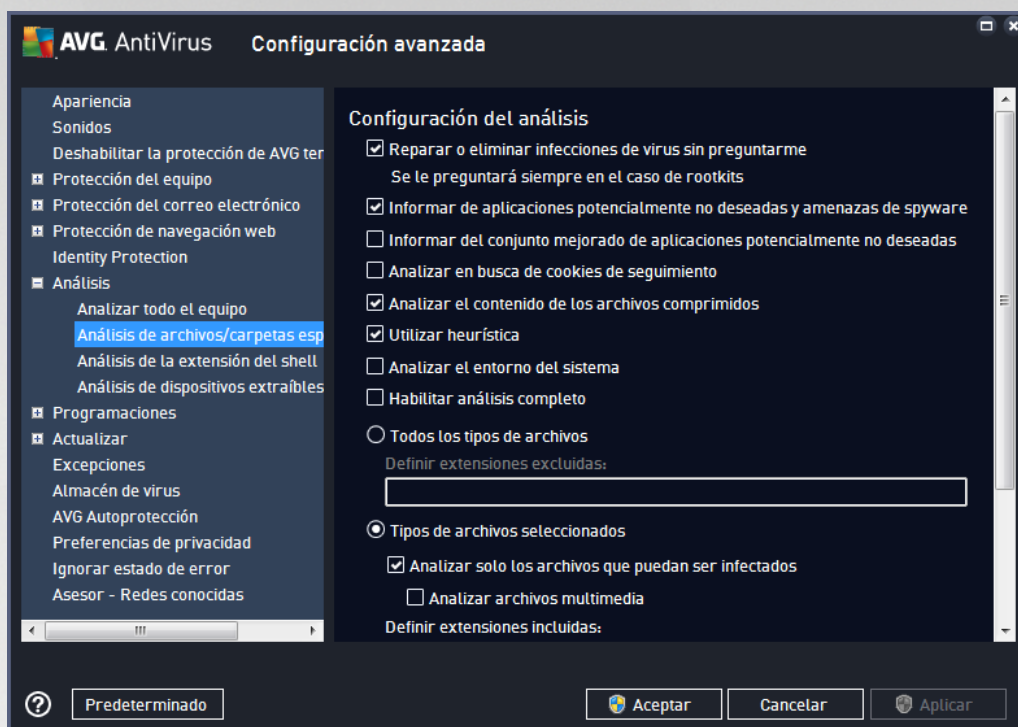 AVG AntiVirus Configuración avanzada
Apariencia
Sonidos
Deshabilitar la protección de AVG ter
Protección del equipo
Protección del correo electrónico
Protección de navegación web
Identity Protection
Análisis
Analizar todo el equipo
Análisis de archivos/carpetas esp
Análisis de la extensión del shell
Análisis de dispositivos extraíbles
Programaciones
Actualizar
Excepciones
Almacén de virus
AVG Autoprotección
Preferencias de privacidad
Ignorar estado de error
Asesor - Redes conocidas
Configuración del análisis
Reparar o eliminar infecciones de virus sin preguntarme
Se le preguntará siempre en el caso de rootkits
Informar de aplicaciones potencialmente no deseadas y amenazas de spyware
Informar del conjunto mejorado de aplicaciones potencialmente no deseadas
Analizar en busca de cookies de seguimiento
Analizar el contenido de los archivos comprimidos
Utilizar heurística
Analizar el entorno del sistema
Habilitar análisis completo
Todos los tipos de archivos
Definir extensiones excluidas:
Tipos de archivos seleccionados
Analizar solo los archivos que puedan ser infectados
Analizar archivos multimedia
Definir extensiones incluidas:
Predeterminado
Aceptar
Cancelar
Aplicar